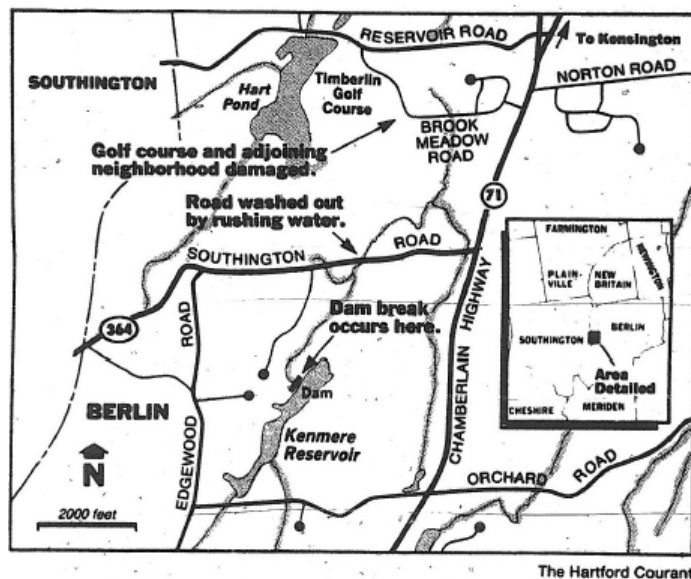 RESERVOIR ROAD
To Kensington
SOUTHINGTON
Hart
Pond
Timberlin
Golf
Course
NORTON ROAD
BROOK
MEADOW
ROAD
Golf course and adjoining
neighborhood damaged.
71
Road washed out
by rushing water.
SOUTHINGTON ROAD
CHAMBERLAIN HIGHWAY
FARMINGTON
NEWINGTON
PLAIN-
VILLE
NEW
BRITAIN
BERLIN
SOUTHINGTON
Area
Detailed
CHESHIRE
MERIDEN
364
EDGEWOOD ROAD
Dam break
occurs here.
Dam
BERLIN
Kenmere
Reservoir
N
ORCHARD ROAD
2000 feet
The Hartford Courant